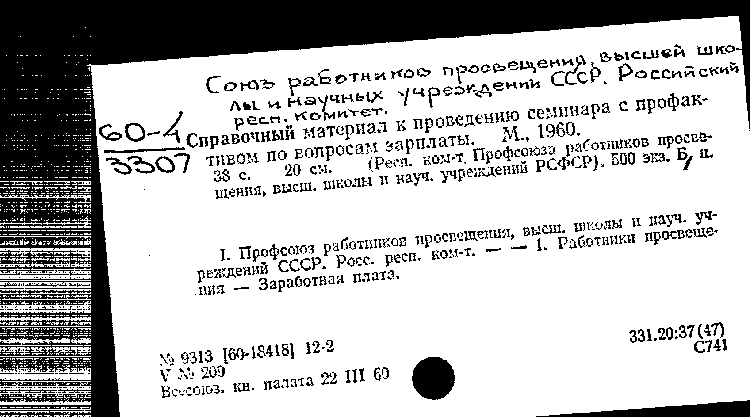 Союз работников просвещения, высшей шко-
лы и научных учреждений СССР. Российский
респ. комитет.
60-4
3307
Справочный материал к проведению семинара с профак-
тивом по вопросам зарплаты. М., 1960.
38 с. 20 см. (Респ. ком-т. Профсоюза работников просве-
щения, высш. школы и науч. учреждений РСФСР). 500 экз. Б. п.
I. Профсоюз работников просвещения, высш. школы и науч. уч-
реждений СССР. Росс. респ. ком-т. — — 1. Работники просвеще-
ния — Заработная плата.
№ 9313 [60-18418] 12-2
V № 209
Всесоюз. кн. палата 22 III 60
331.20:37(47)
С741